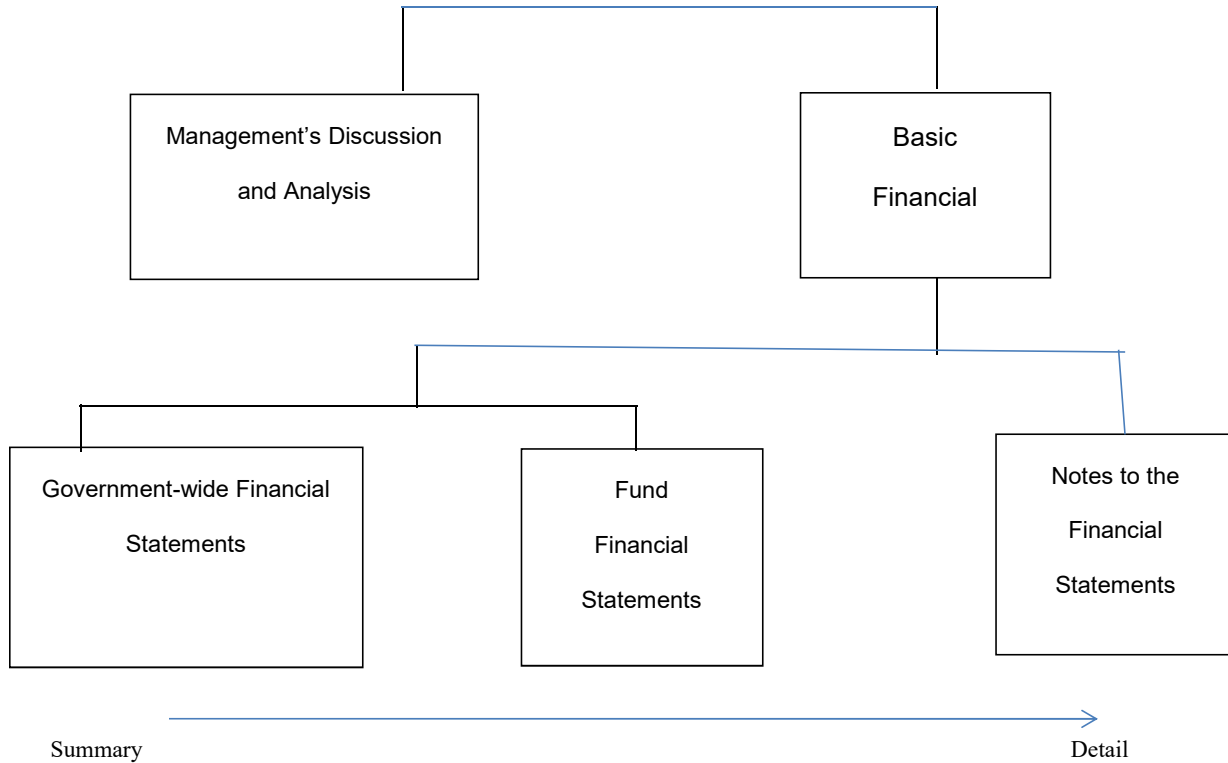 Management’s Discussion
and Analysis
Basic
Financial
Government-wide Financial
Statements
Fund
Financial
Statements
Notes to the
Financial
Statements
Summary
Detail